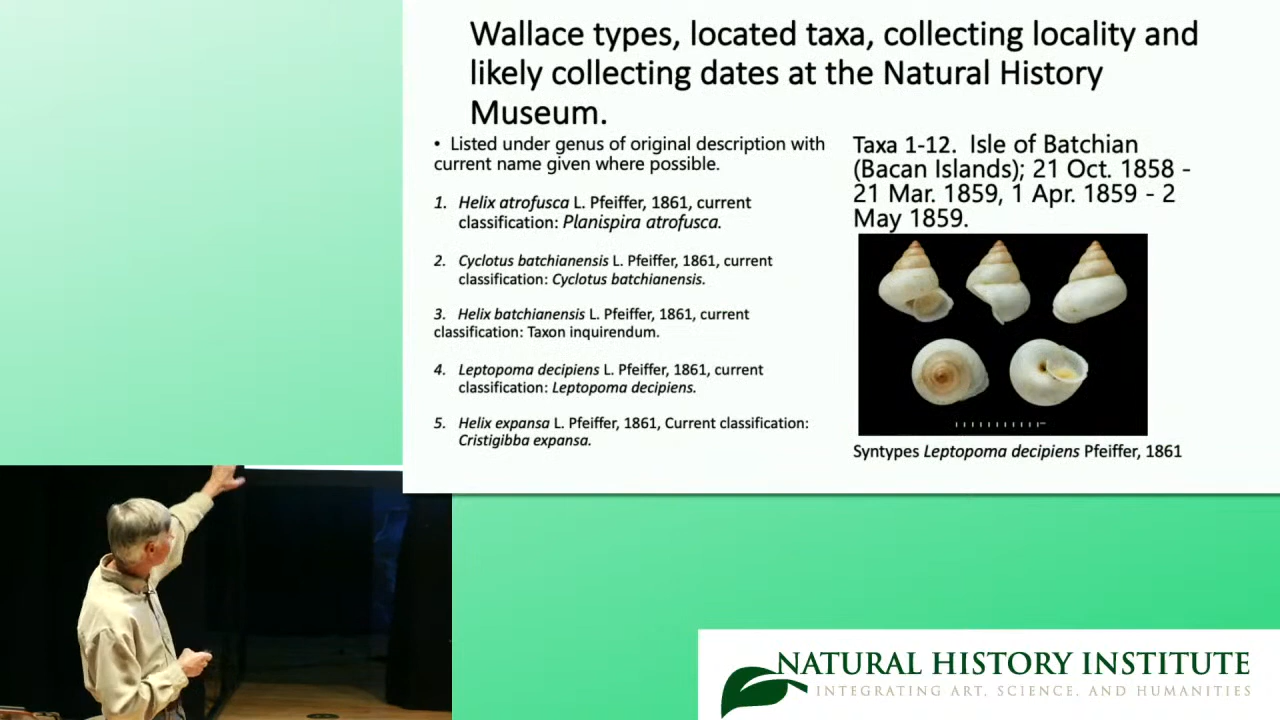 Wallace types, located taxa, collecting locality and
likely collecting dates at the Natural History
Museum.
• Listed under genus of original description with
current name given where possible.
1. Helix atrofusca L. Pfeiffer, 1861, current
classification: Planispira atrofusca.
2. Cyclotus batchianensis L. Pfeiffer, 1861, current
classification: Cyclotus batchianensis.
3. Helix batchianensis L. Pfeiffer, 1861, current
classification: Taxon inquirendum.
4. Leptopoma decipiens L. Pfeiffer, 1861, current
classification: Leptopoma decipiens.
5. Helix expansa L. Pfeiffer, 1861, Current classification:
Cristigibba expansa.
Taxa 1-12. Isle of Batchian
(Bacan Islands); 21 Oct. 1858 -
21 Mar. 1859, 1 Apr. 1859 - 2
May 1859.
Syntypes Leptopoma decipiens Pfeiffer, 1861
NATURAL HISTORY INSTITUTE
INTEGRATING ART, SCIENCE, AND HUMANITIES